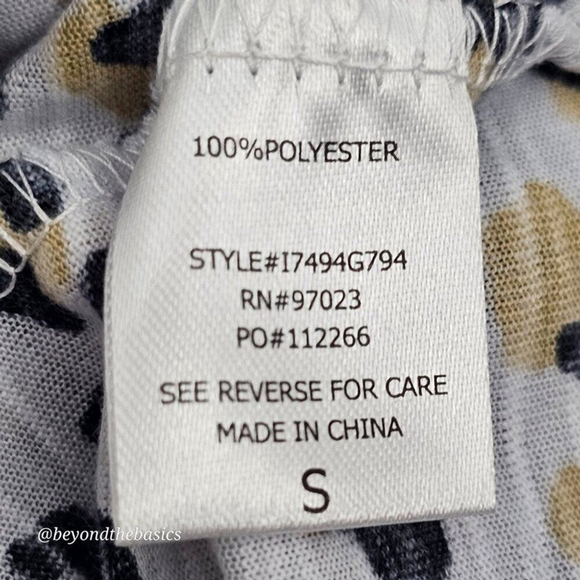 100%POLYESTER
STYLE#I7494G794
RN#97023
PO#112266
SEE REVERSE FOR CARE
MADE IN CHINA
S
@beyondthebasics